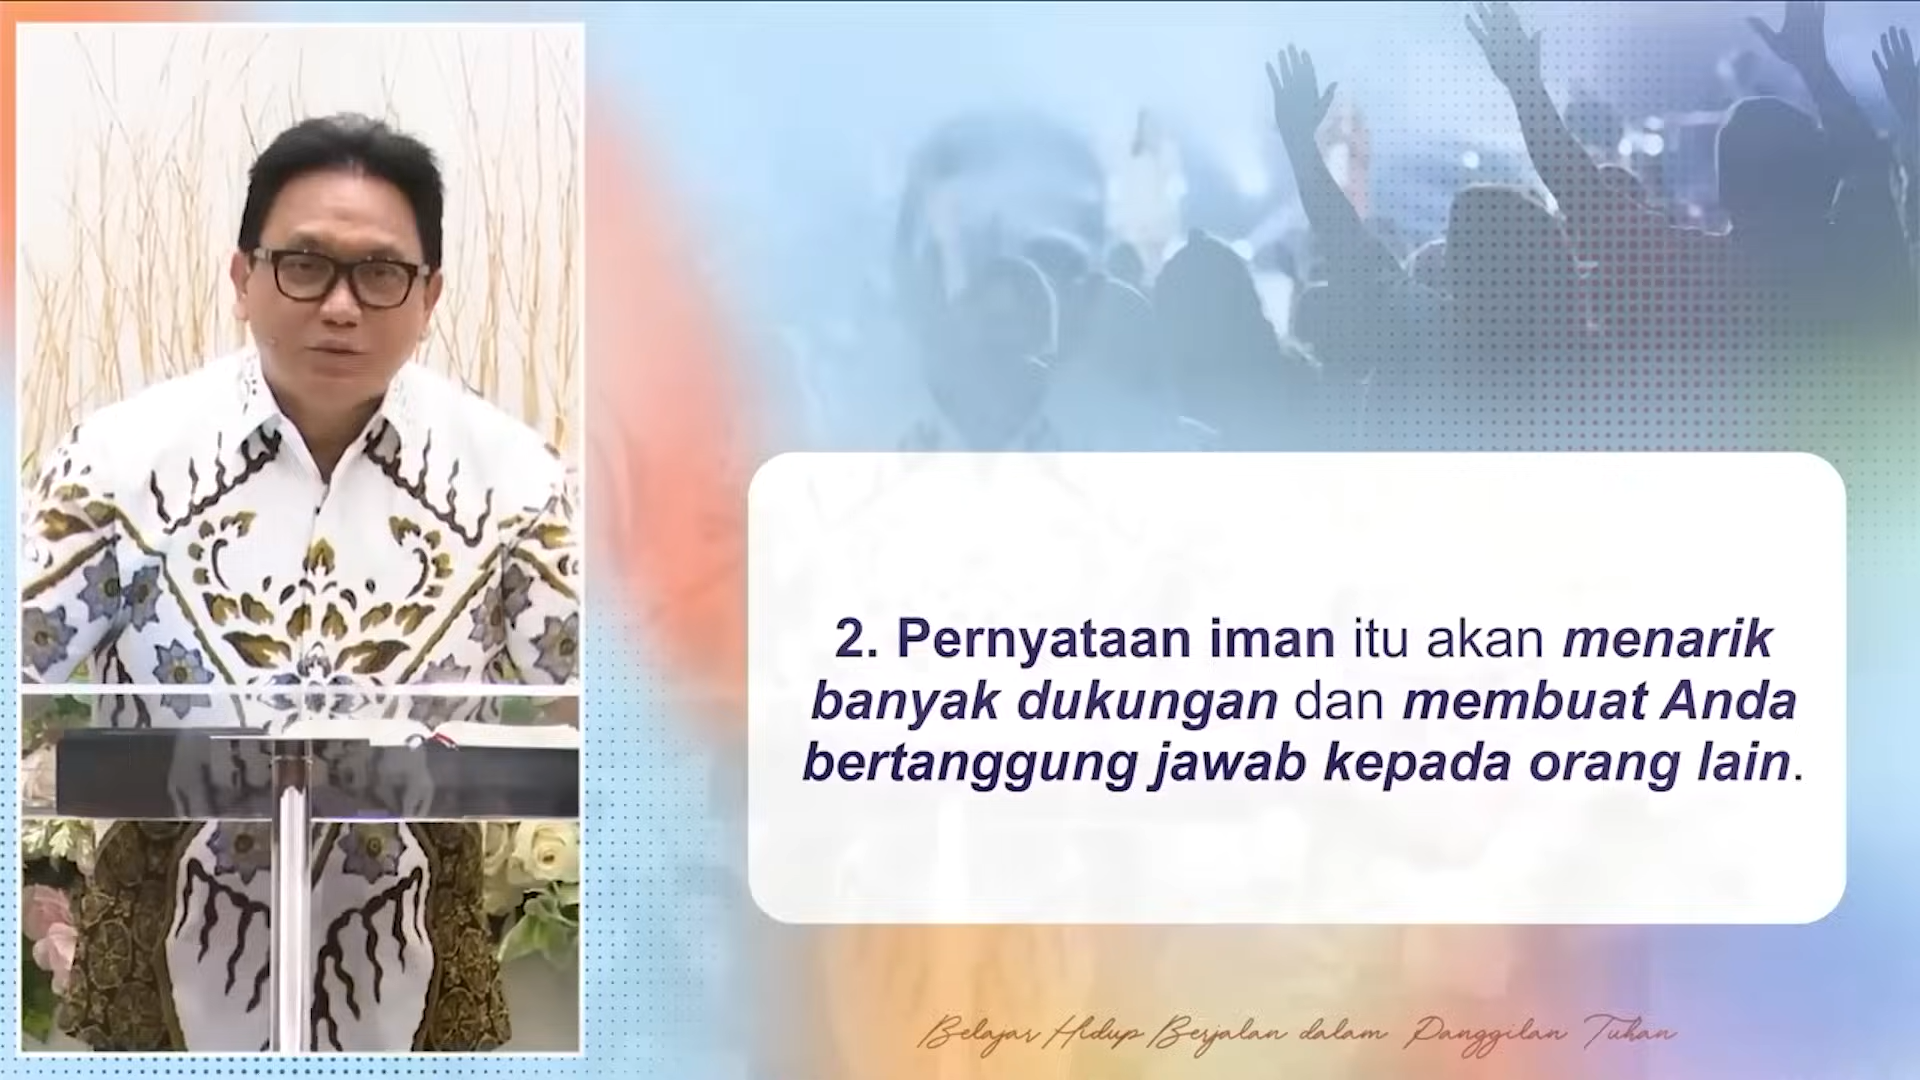 2. Pernyataan iman itu akan menarik
banyak dukungan dan membuat Anda
bertanggung jawab kepada orang lain.
Belajar Hidup Berjalan dalam Panggilan Tuhan